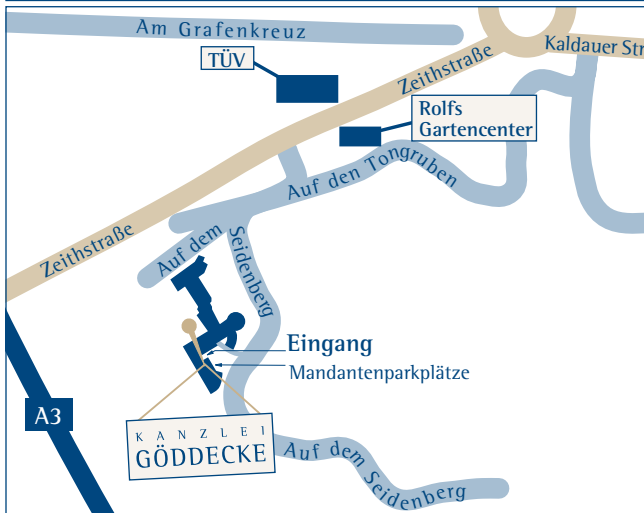 Am Grafenkreuz
TÜV
Zeithstraße
Kaldauer Str
Rolfs
Gartencenter
Auf den Tongruben
Zeithstraße
Auf dem
Seidenberg
Eingang
Mandantenparkplätze
A3
KANZLEI
GÖDDECKE
Auf dem Seidenberg